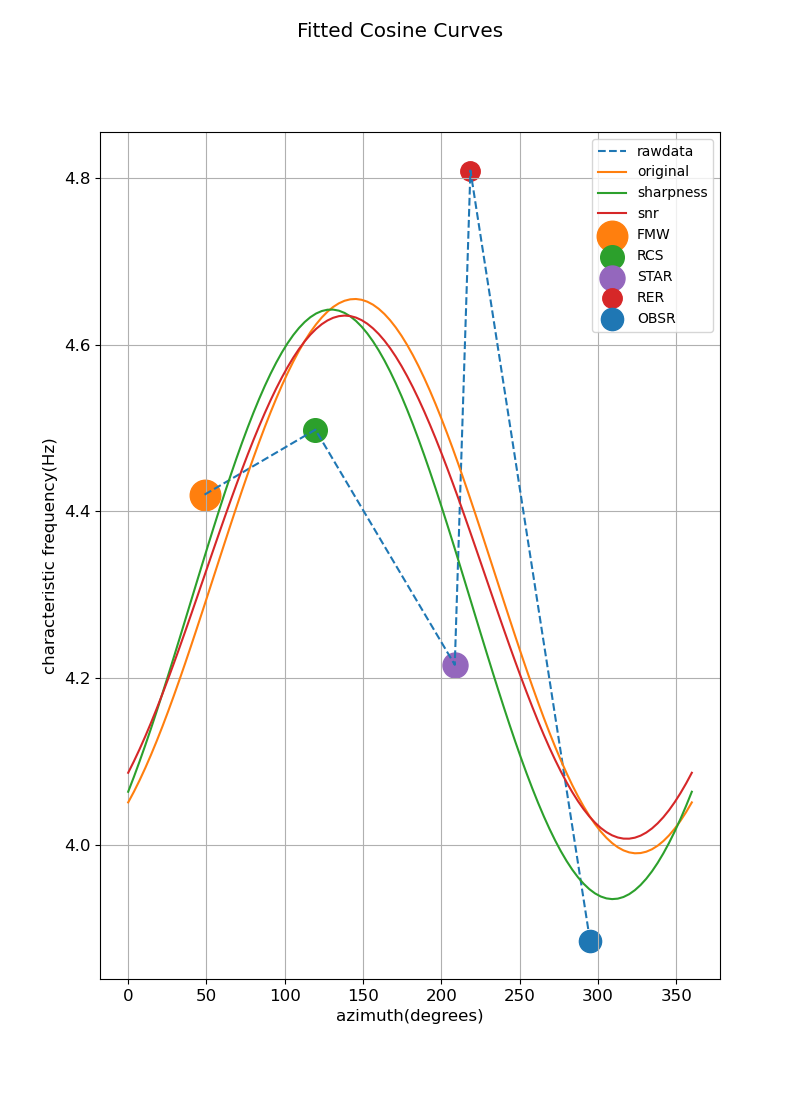 Fitted Cosine Curves
rawdata
original
sharpness
snr
FMW
RCS
STAR
RER
OBSR
characteristic frequency(Hz)
4.8
4.6
4.4
4.2
4.0
0 50 100 150 200 250 300 350
azimuth(degrees)